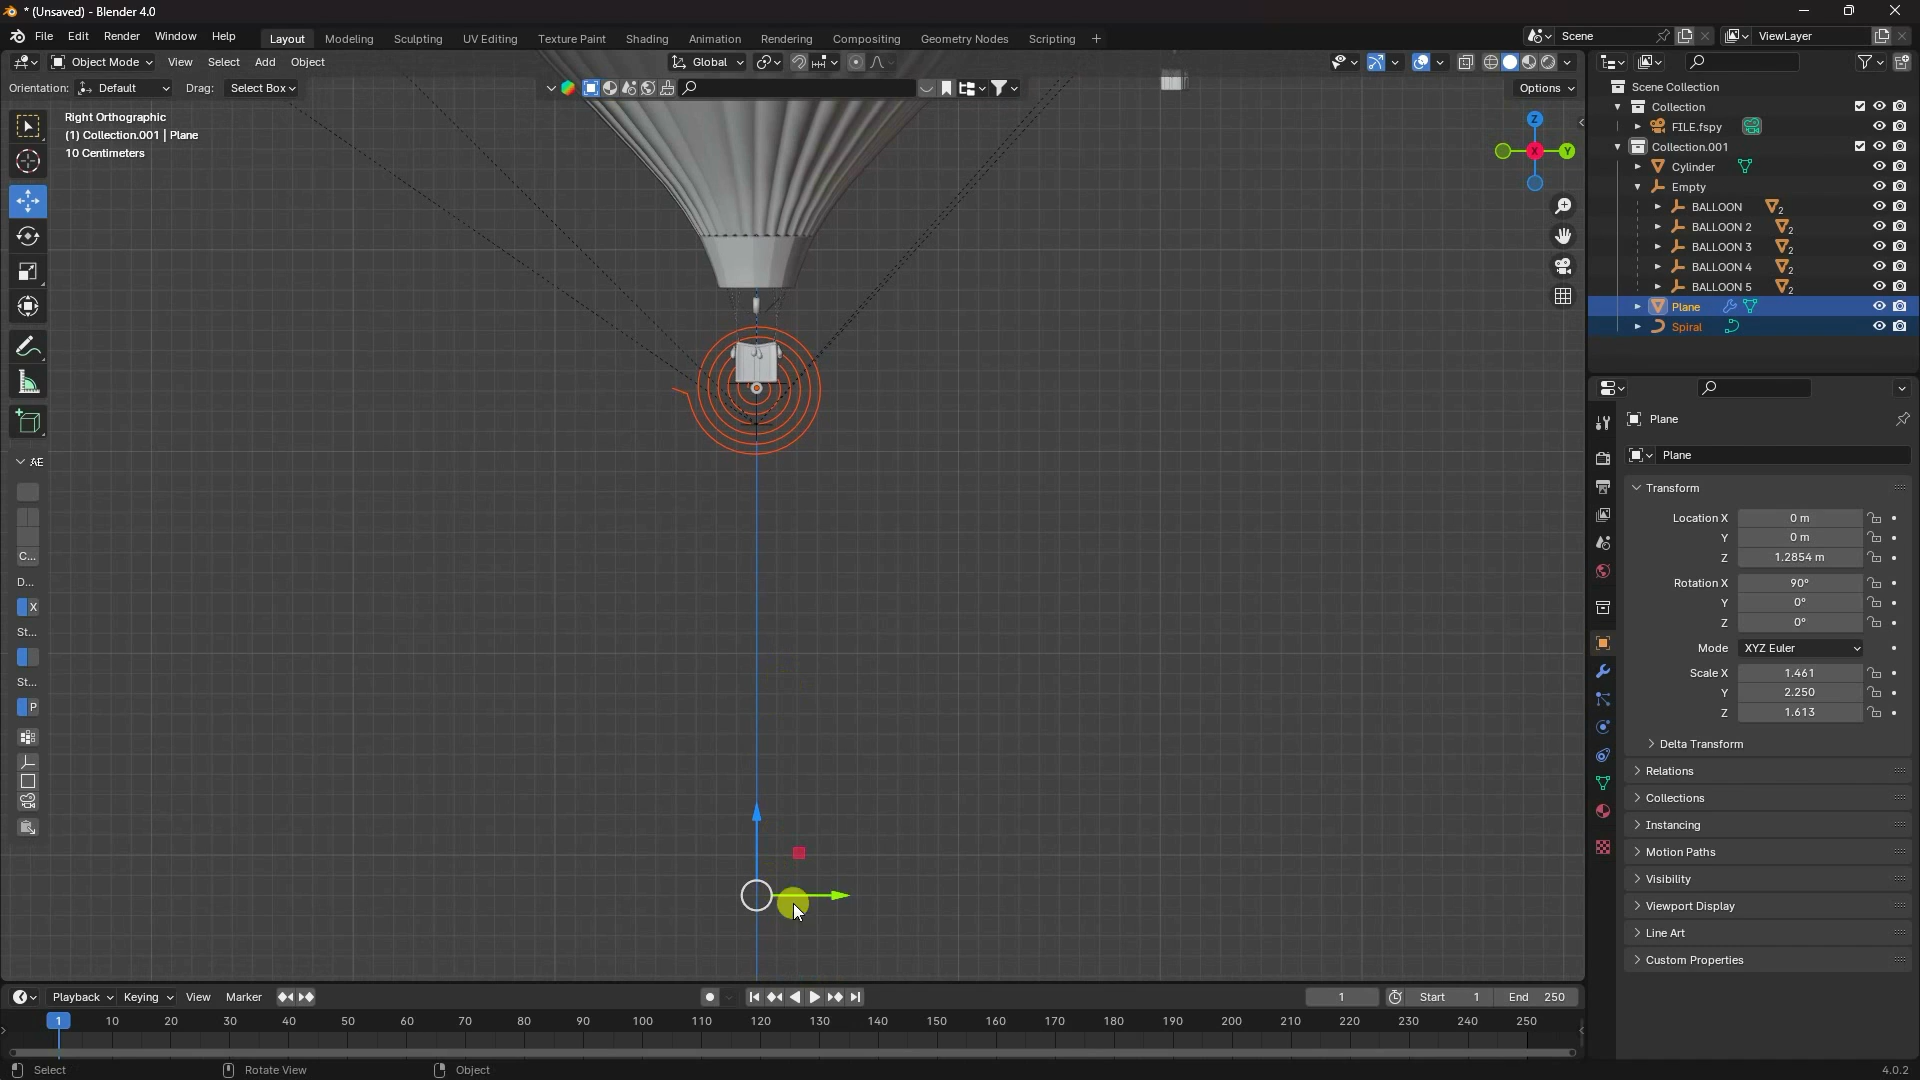 * (Unsaved) - Blender 4.0
File Edit Render Window Help
Layout Modeling Sculpting UV Editing Texture Paint Shading Animation Rendering Compositing Geometry Nodes Scripting +
Scene
ViewLayer
Object Mode View Select Add Object
Global
Orientation: Default Drag: Select Box
Options
Right Orthographic
(1) Collection.001 | Plane
10 Centimeters
Z
X
Y
AE
C...
D...
X
St...
St...
P
Scene Collection
Collection
FILE.fspy
Collection.001
Cylinder
Empty
BALLOON 2
BALLOON 2 2
BALLOON 3 2
BALLOON 4 2
BALLOON 5 2
Plane
Spiral
Plane
Plane
Transform
Location X 0 m
Y 0 m
Z 1.2854 m
Rotation X 90°
Y 0°
Z 0°
Mode XYZ Euler
Scale X 1.461
Y 2.250
Z 1.613
Delta Transform
Relations
Collections
Instancing
Motion Paths
Visibility
Viewport Display
Line Art
Custom Properties
Playback Keying View Marker
1 Start 1 End 250
1 10 20 30 40 50 60 70 80 90 100 110 120 130 140 150 160 170 180 190 200 210 220 230 240 250
Select Rotate View Object
4.0.2